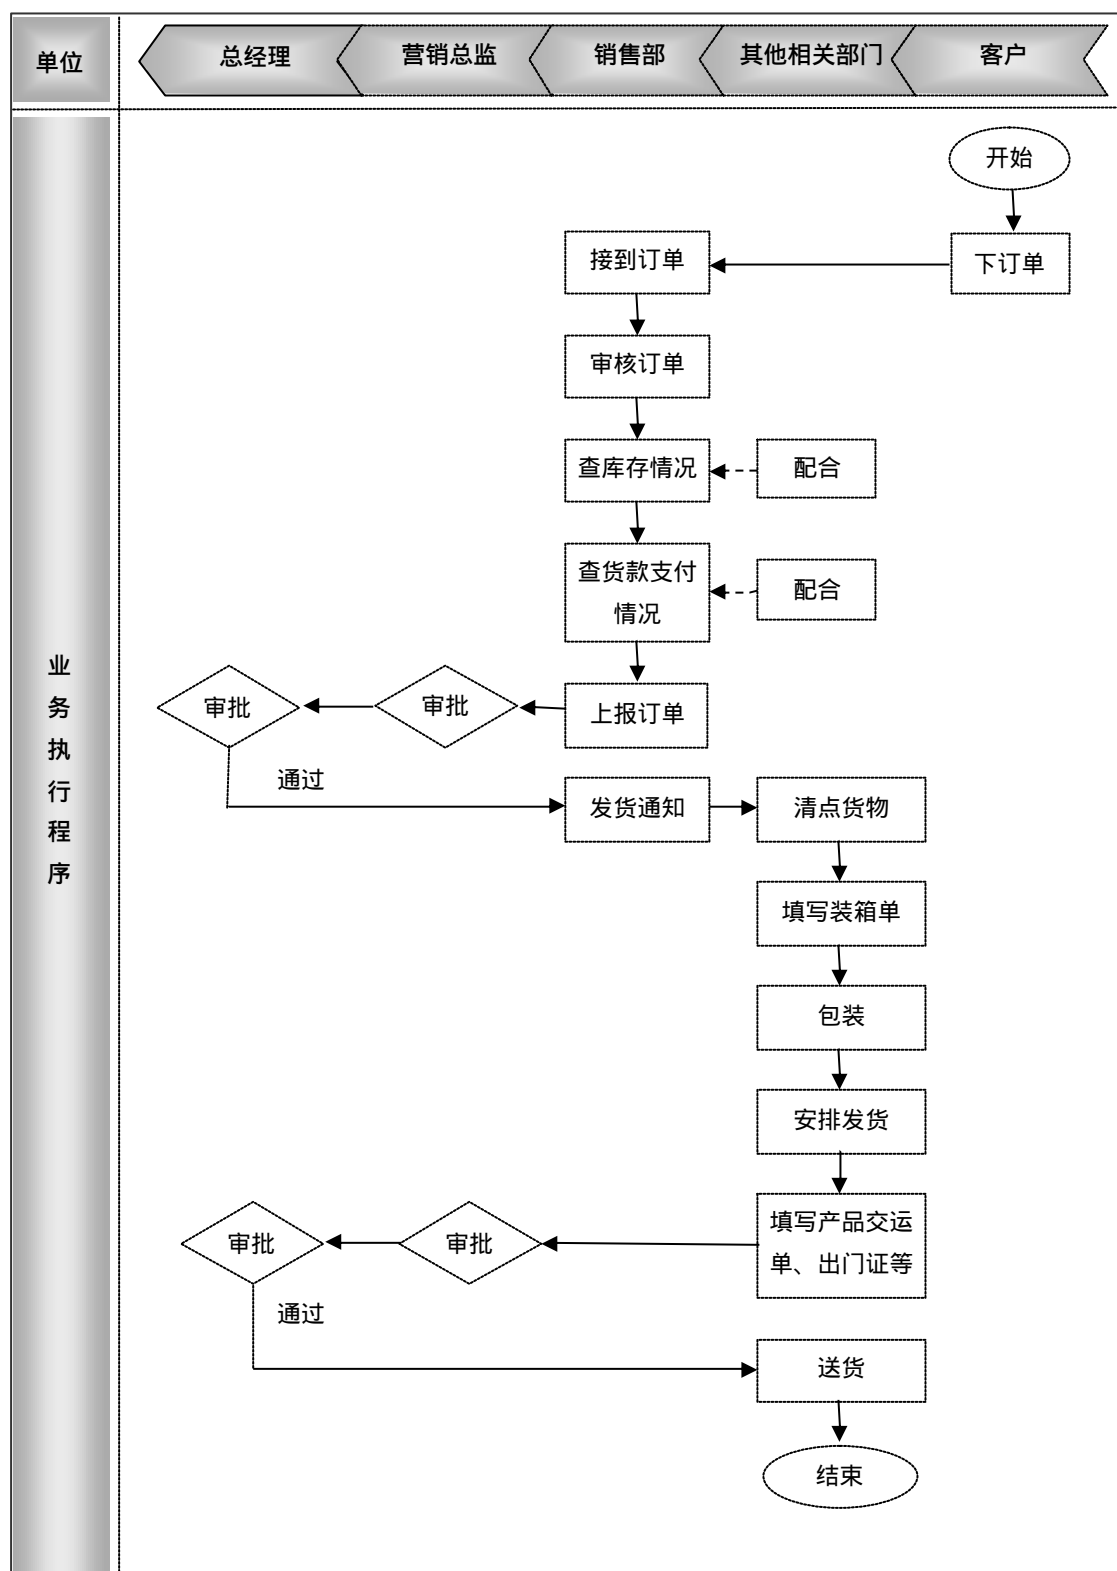 单位
总经理
营销总监
销售部
其他相关部门
客户
业
务
执
行
程
序
开始
下订单
接到订单
审核订单
查库存情况
配合
查货款支付
情况
配合
审批
审批
上报订单
通过
发货通知
清点货物
填写装箱单
包装
安排发货
填写产品交运
单、出门证等
审批
审批
通过
送货
结束